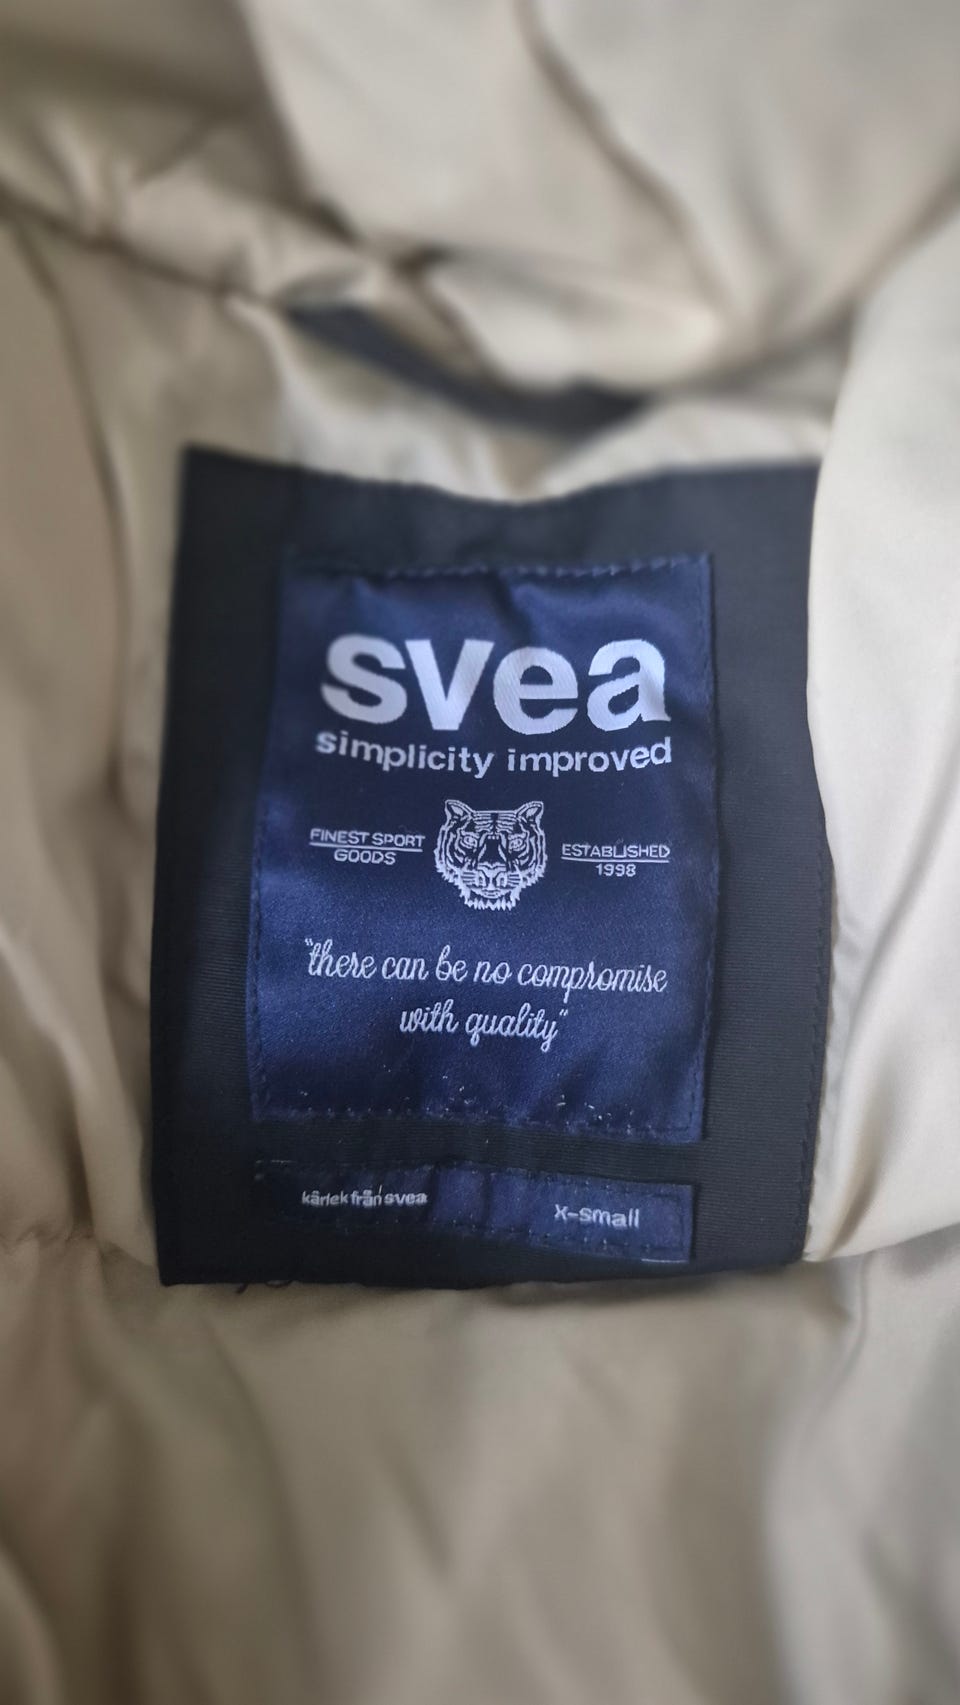 svea
simplicity improved
FINEST SPORT
GOODS
ESTABLISHED
1998
"there can be no compromise
with quality"
kärlek från svea
x-small